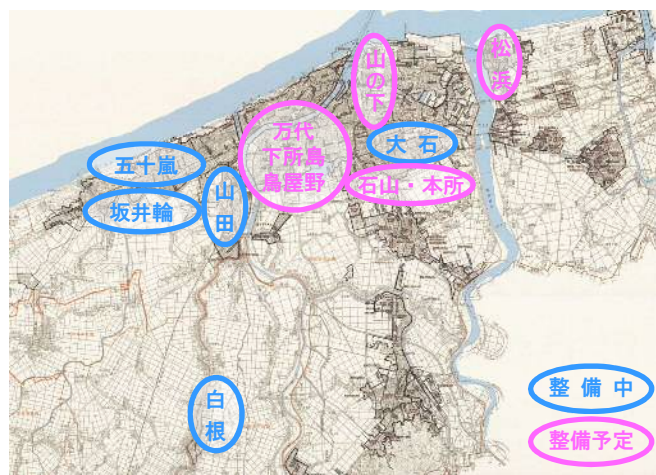 山の下
松浜
万代
下所島
鳥屋野
大石
五十嵐
山田
石山・本所
坂井輪
白根
整備中
整備予定